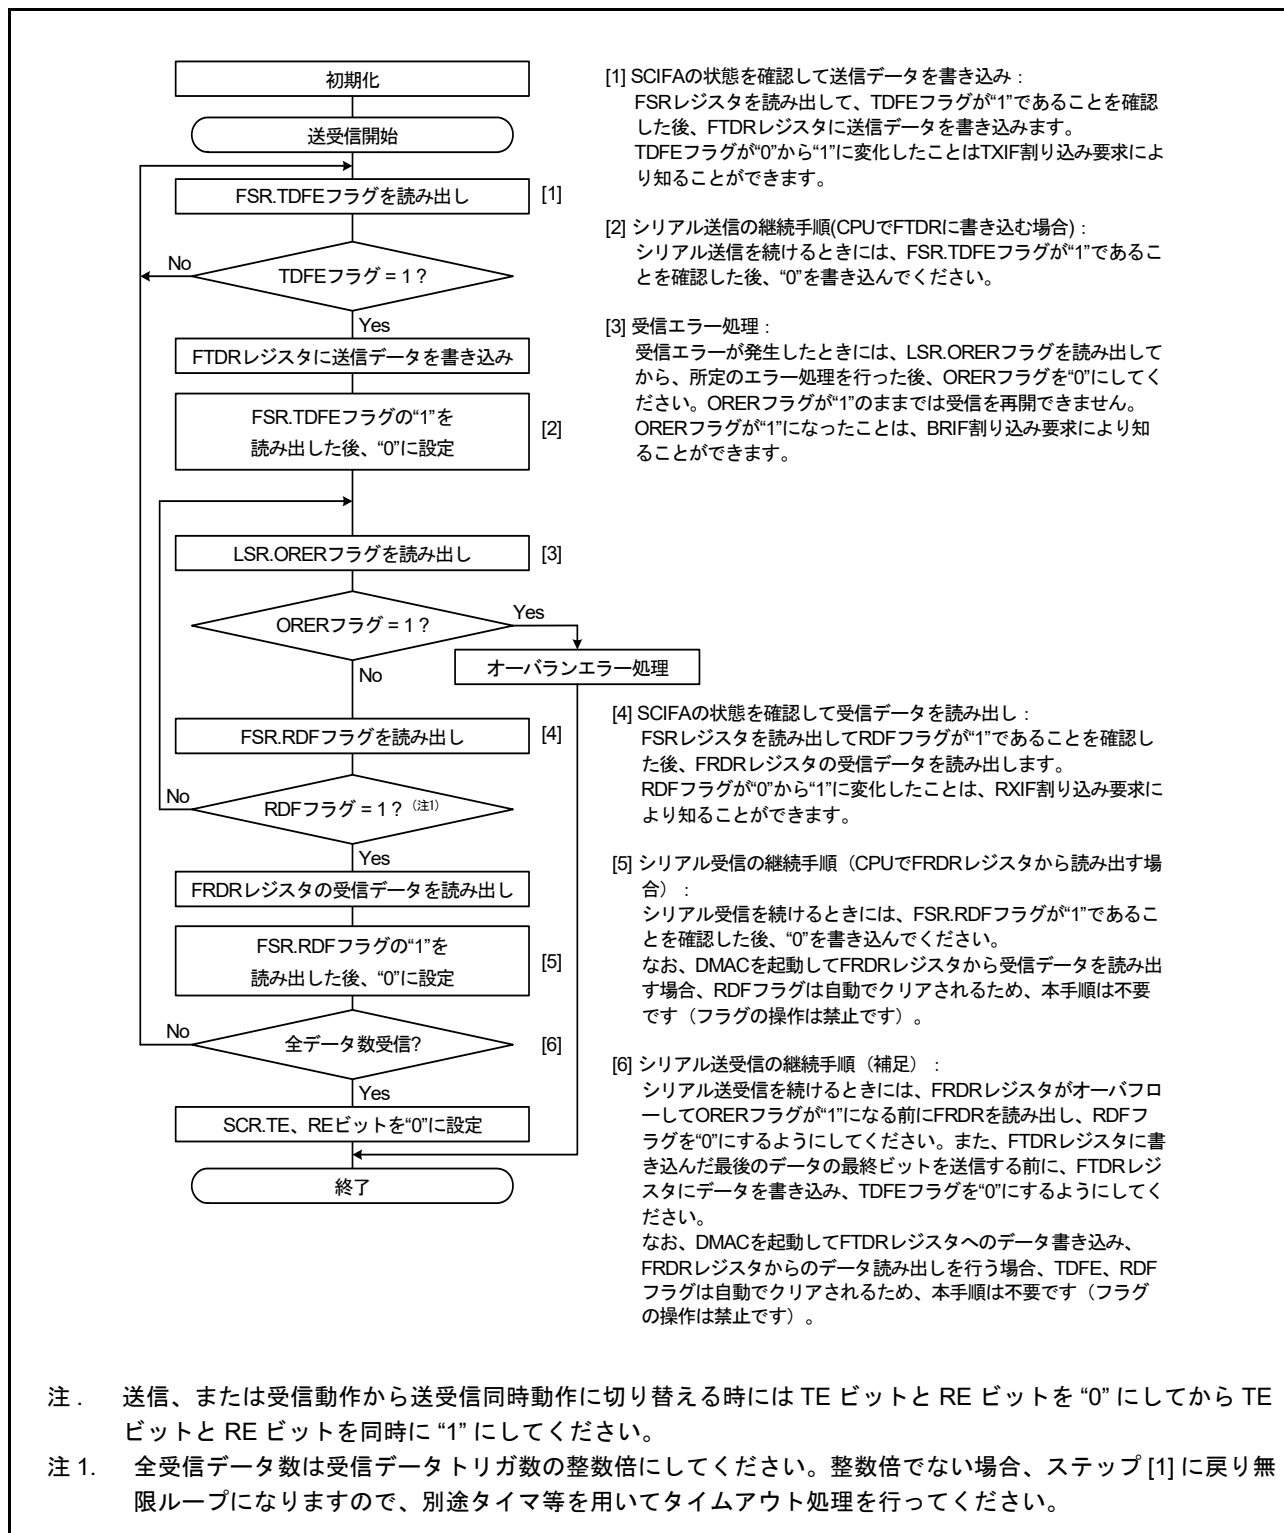 初期化
送受信開始
FSR.TDFEフラグを読み出し
[1]
No
TDFEフラグ = 1 ?
Yes
FTDRレジスタに送信データを書き込み
FSR.TDFEフラグの“1”を
読み出した後、“0”に設定
[2]
LSR.ORERフラグを読み出し
[3]
ORERフラグ = 1 ?
Yes
オーバランエラー処理
No
FSR.RDFフラグを読み出し
[4]
No
RDFフラグ = 1 ? (注1)
Yes
FRDRレジスタの受信データを読み出し
FSR.RDFフラグの“1”を
読み出した後、“0”に設定
[5]
No
全データ数受信?
[6]
Yes
SCR.TE、REビットを“0”に設定
終了
[1] SCIFAの状態を確認して送信データを書き込み :
FSRレジスタを読み出して、TDFEフラグが“1”であることを確認
した後、FTDRレジスタに送信データを書き込みます。
TDFEフラグが“0”から“1”に変化したことはTXIF割り込み要求によ
り知ることができます。
[2] シリアル送信の継続手順(CPUでFTDRに書き込む場合) :
シリアル送信を続けるときには、FSR.TDFEフラグが“1”であるこ
とを確認した後、“0”を書き込んでください。
[3] 受信エラー処理 :
受信エラーが発生したときには、LSR.ORERフラグを読み出して
から、所定のエラー処理を行った後、ORERフラグを“0”にしてく
ださい。ORERフラグが“1”のままでは受信を再開できません。
ORERフラグが“1”になったことは、BRIF割り込み要求により知
ることができます。
[4] SCIFAの状態を確認して受信データを読み出し :
FSRレジスタを読み出してRDFフラグが“1”であることを確認し
た後、FRDRレジスタの受信データを読み出します。
RDFフラグが“0”から“1”に変化したことは、RXIF割り込み要求に
より知ることができます。
[5] シリアル受信の継続手順（CPUでFRDRレジスタから読み出す場
合） :
シリアル受信を続けるときには、FSR.RDFフラグが“1”であるこ
とを確認した後、“0”を書き込んでください。
なお、DMACを起動してFRDRレジスタから受信データを読み出
す場合、RDFフラグは自動でクリアされるため、本手順は不要
です（フラグの操作は禁止です）。
[6] シリアル送受信の継続手順（補足） :
シリアル送受信を続けるときには、FRDRレジスタがオーバフロ
ーしてORERフラグが“1”になる前にFRDRを読み出し、RDFフ
ラグを“0”にするようにしてください。また、FTDRレジスタに書
き込んだ最後のデータの最終ビットを送信する前に、FTDRレジ
スタにデータを書き込み、TDFEフラグを“0”にするようにしてく
ださい。
なお、DMACを起動してFTDRレジスタへのデータ書き込み、
FRDRレジスタからのデータ読み出しを行う場合、TDFE、RDF
フラグは自動でクリアされるため、本手順は不要です（フラグ
の操作は禁止です）。
注 . 送信、または受信動作から送受信同時動作に切り替える時には TE ビットと RE ビットを “0” にしてから TE
ビットと RE ビットを同時に “1” にしてください。
注 1. 全受信データ数は受信データトリガ数の整数倍にしてください。整数倍でない場合、ステップ [1] に戻り無
限ループになりますので、別途タイマ等を用いてタイムアウト処理を行ってください。